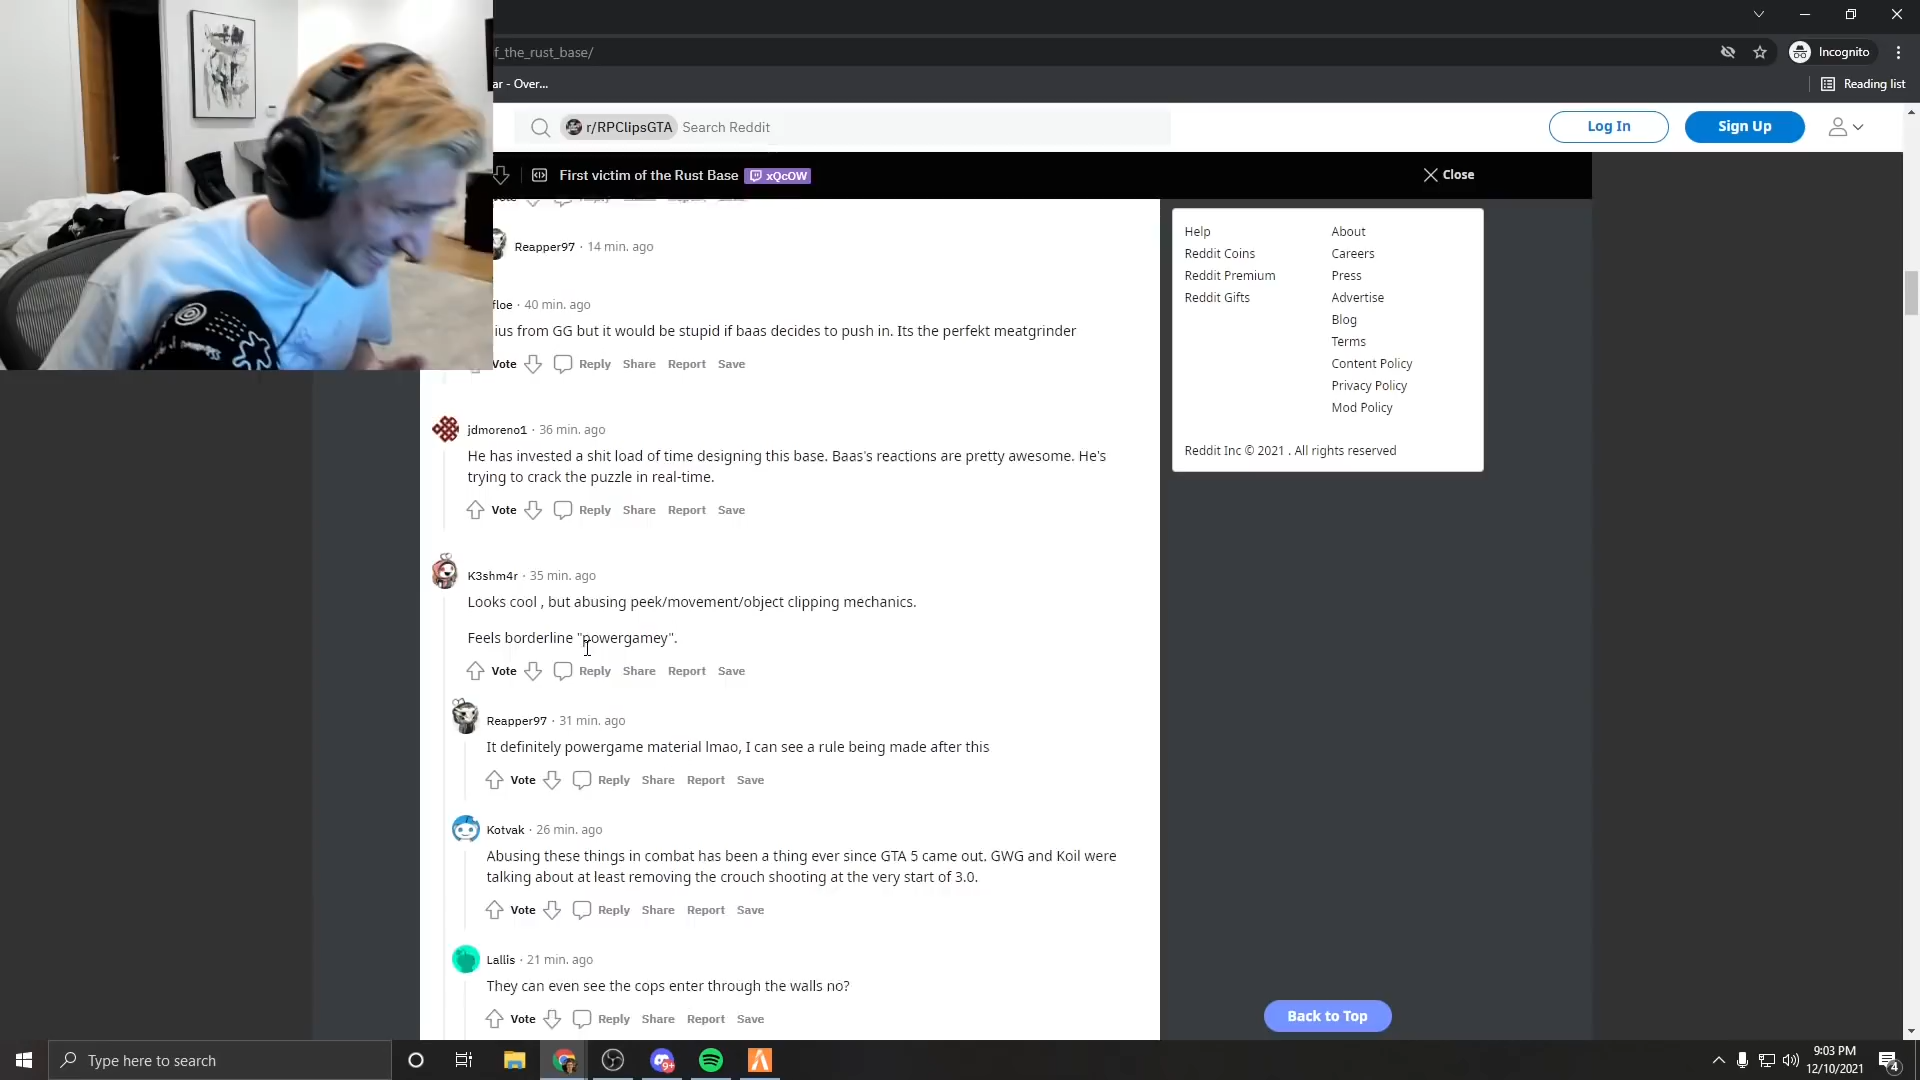 f_the_rust_base/
Incognito
ar - Over...
Reading list
r/RPClipsGTA Search Reddit
Log In
Sign Up
First victim of the Rust Base xQcOW
Close
Reply Share Report Save
Reapper97 · 14 min. ago
floe · 40 min. ago
ius from GG but it would be stupid if baas decides to push in. Its the perfekt meatgrinder
Vote Reply Share Report Save
jdmoreno1 · 36 min. ago
He has invested a shit load of time designing this base. Baas's reactions are pretty awesome. He's
trying to crack the puzzle in real-time.
Vote Reply Share Report Save
K3shm4r · 35 min. ago
Looks cool , but abusing peek/movement/object clipping mechanics.
Feels borderline "powergamey".
Vote Reply Share Report Save
Reapper97 · 31 min. ago
It definitely powergame material lmao, I can see a rule being made after this
Vote Reply Share Report Save
Kotvak · 26 min. ago
Abusing these things in combat has been a thing ever since GTA 5 came out. GWG and Koil were
talking about at least removing the crouch shooting at the very start of 3.0.
Vote Reply Share Report Save
Lallis · 21 min. ago
They can even see the cops enter through the walls no?
Vote Reply Share Report Save
Help
Reddit Coins
Reddit Premium
Reddit Gifts
About
Careers
Press
Advertise
Blog
Terms
Content Policy
Privacy Policy
Mod Policy
Reddit Inc © 2021 . All rights reserved
Back to Top
Type here to search
9+
9:03 PM
12/10/2021
4